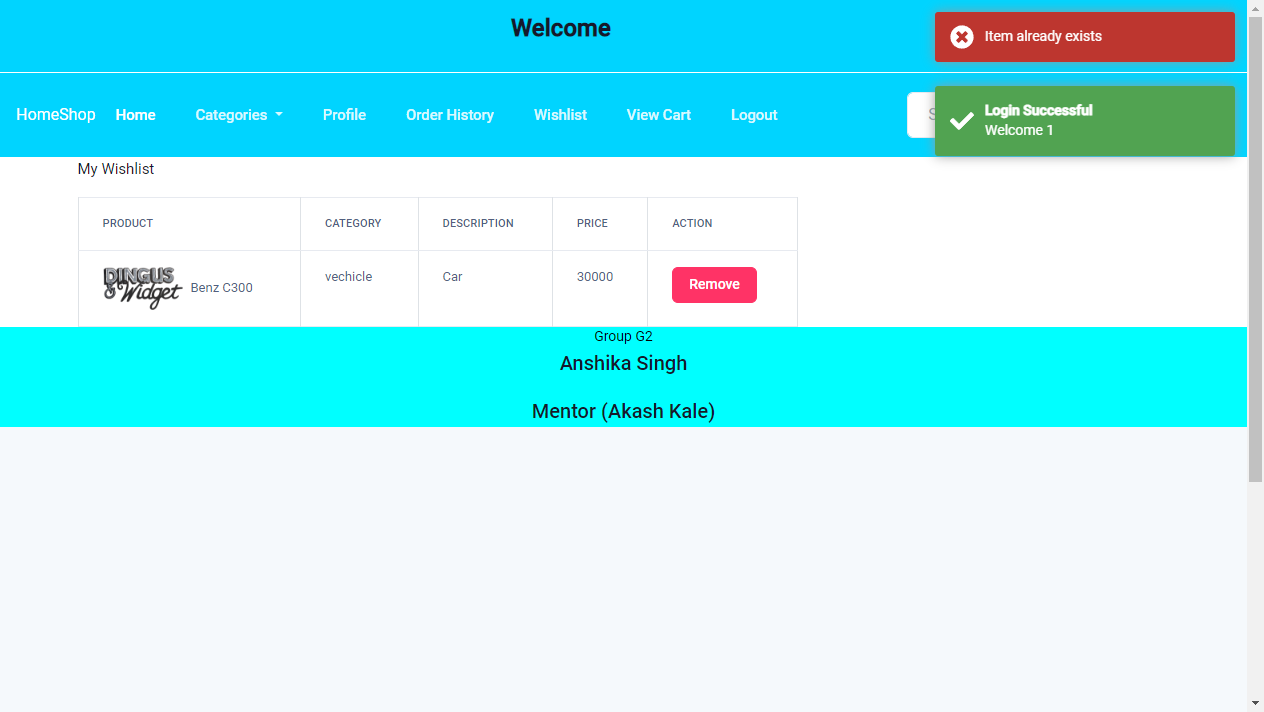 Welcome
Item already exists
HomeShop Home Categories Profile Order History Wishlist View Cart Logout
Login Successful
Welcome 1
My Wishlist
PRODUCT CATEGORY DESCRIPTION PRICE ACTION
DINGUS & Widget Benz C300 vechicle Car 30000 Remove
Group G2
Anshika Singh
Mentor (Akash Kale)